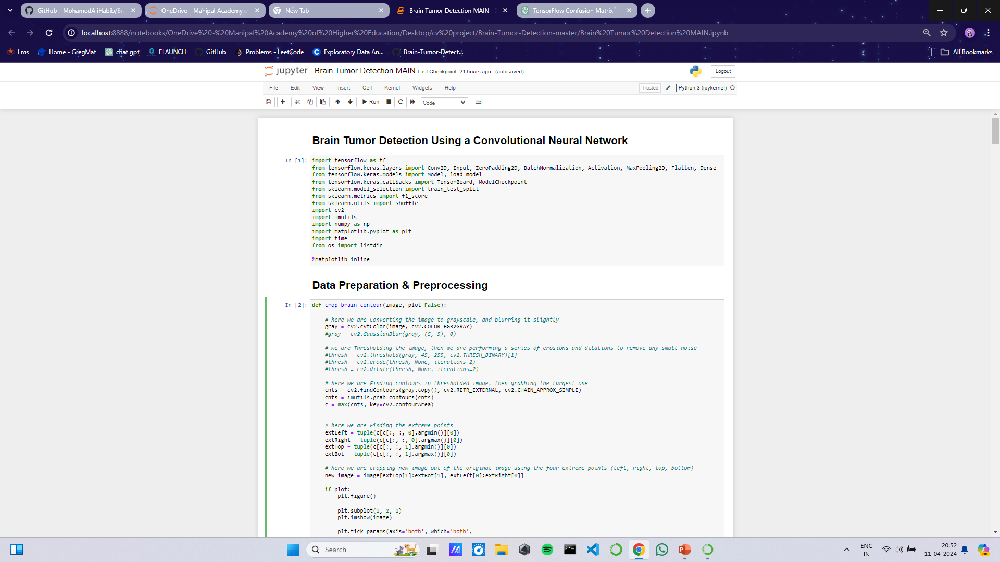 GitHub - MohamedAliHabib/Br
OneDrive - Manipal Academy o
New Tab
Brain Tumor Detection MAIN -
TensorFlow Confusion Matrix
localhost:8888/notebooks/OneDrive%20-%20Manipal%20Academy%20of%20Higher%20Education/Desktop/cv%20project/Brain-Tumor-Detection-master/Brain%20Tumor%20Detection%20MAIN.ipynb
Lms
Home - GregMat
chat gpt
FLAUNCH
GitHub
Problems - LeetCode
Exploratory Data An...
Brain-Tumor-Detect...
All Bookmarks
jupyter Brain Tumor Detection MAIN Last Checkpoint: 21 hours ago (autosaved)
Logout
File Edit View Insert Cell Kernel Widgets Help
Trusted
Python 3 (ipykernel)
Run
Code
Brain Tumor Detection Using a Convolutional Neural Network
In [1]: import tensorflow as tf
from tensorflow.keras.layers import Conv2D, Input, ZeroPadding2D, BatchNormalization, Activation, MaxPooling2D, Flatten, Dense
from tensorflow.keras.models import Model, load_model
from tensorflow.keras.callbacks import TensorBoard, ModelCheckpoint
from sklearn.model_selection import train_test_split
from sklearn.metrics import f1_score
from sklearn.utils import shuffle
import cv2
import imutils
import numpy as np
import matplotlib.pyplot as plt
import time
from os import listdir
%matplotlib inline
Data Preparation & Preprocessing
In [2]: def crop_brain_contour(image, plot=False):
# here we are Converting the image to grayscale, and blurring it slightly
gray = cv2.cvtColor(image, cv2.COLOR_BGR2GRAY)
#gray = cv2.GaussianBlur(gray, (5, 5), 0)
# we are Thresholding the image, then we are performing a series of erosions and dilations to remove any small noise
#thresh = cv2.threshold(gray, 45, 255, cv2.THRESH_BINARY)[1]
#thresh = cv2.erode(thresh, None, iterations=2)
#thresh = cv2.dilate(thresh, None, iterations=2)
# here we are Finding contours in thresholded image, then grabbing the largest one
cnts = cv2.findContours(gray.copy(), cv2.RETR_EXTERNAL, cv2.CHAIN_APPROX_SIMPLE)
cnts = imutils.grab_contours(cnts)
c = max(cnts, key=cv2.contourArea)
# here we are Finding the extreme points
extLeft = tuple(c[c[:, :, 0].argmin()][0])
extRight = tuple(c[c[:, :, 0].argmax()][0])
extTop = tuple(c[c[:, :, 1].argmin()][0])
extBot = tuple(c[c[:, :, 1].argmax()][0])
# here we are cropping new image out of the original image using the four extreme points (left, right, top, bottom)
new_image = image[extTop[1]:extBot[1], extLeft[0]:extRight[0]]
if plot:
plt.figure()
plt.subplot(1, 2, 1)
plt.imshow(image)
plt.tick_params(axis='both', which='both',
Search
ENG
IN
20:52
11-04-2024
PRE